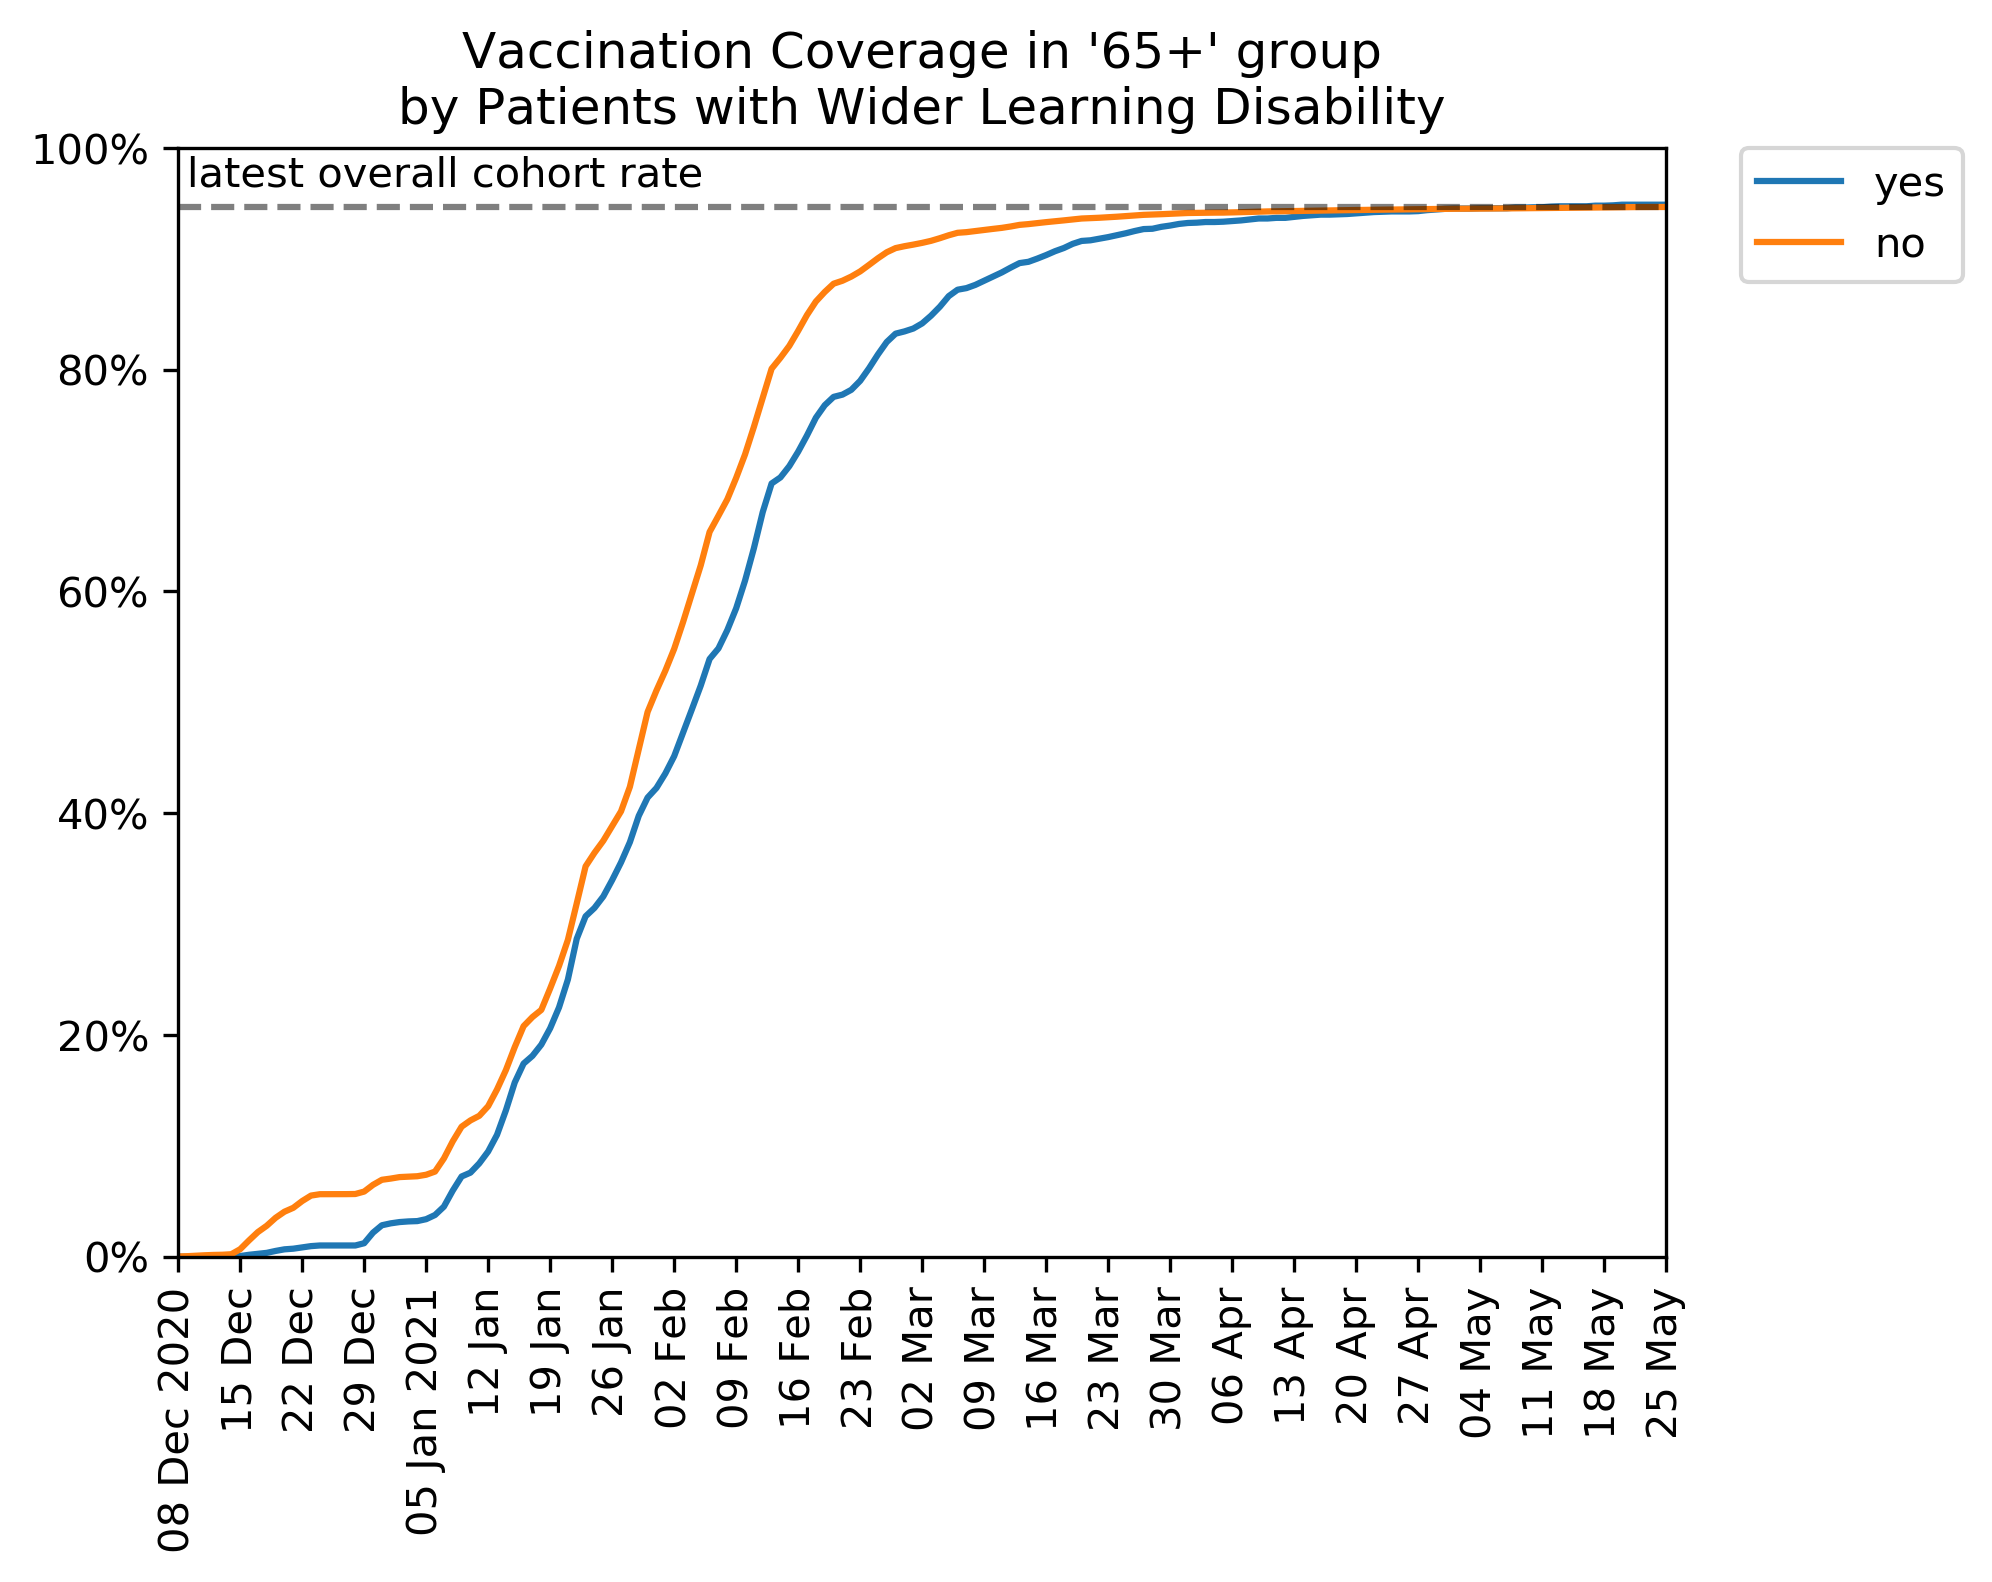 Vaccination Coverage in '65+' group
by Patients with Wider Learning Disability
100%
80%
60%
40%
20%
0%
latest overall cohort rate
yes
no
08 Dec 2020
15 Dec
22 Dec
29 Dec
05 Jan 2021
12 Jan
19 Jan
26 Jan
02 Feb
09 Feb
16 Feb
23 Feb
02 Mar
09 Mar
16 Mar
23 Mar
30 Mar
06 Apr
13 Apr
20 Apr
27 Apr
04 May
11 May
18 May
25 May